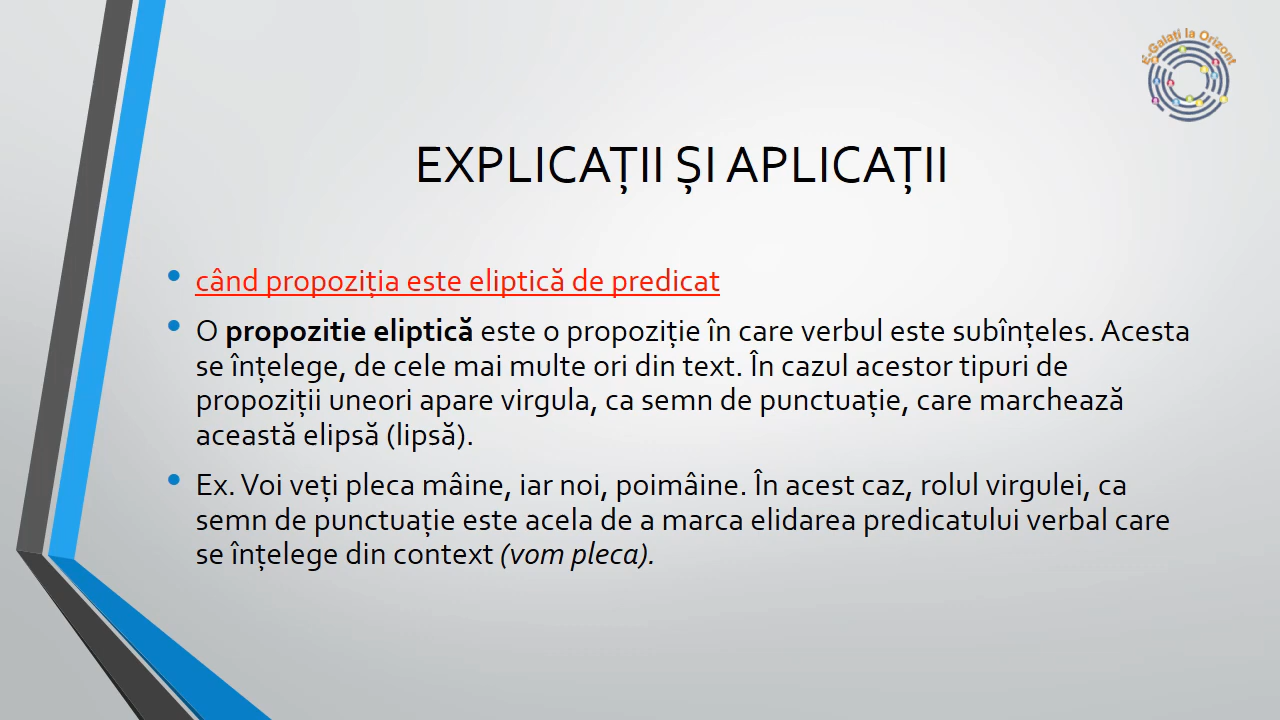 E-Galați la Orizont
EXPLICAȚII ȘI APLICAȚII
• când propoziția este eliptică de predicat
• O propozitie eliptică este o propoziție în care verbul este subînțeles. Acesta
se înțelege, de cele mai multe ori din text. În cazul acestor tipuri de
propoziții uneori apare virgula, ca semn de punctuație, care marchează
această elipsă (lipsă).
• Ex. Voi veți pleca mâine, iar noi, poimâine. În acest caz, rolul virgulei, ca
semn de punctuație este acela de a marca elidarea predicatului verbal care
se înțelege din context (vom pleca).